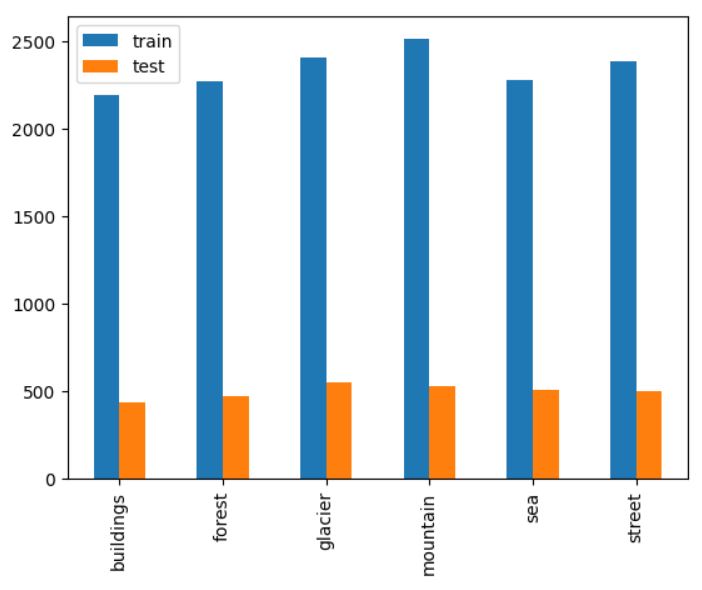 2500
2000
1500
1000
500
0
train
test
buildings
forest
glacier
mountain
sea
street